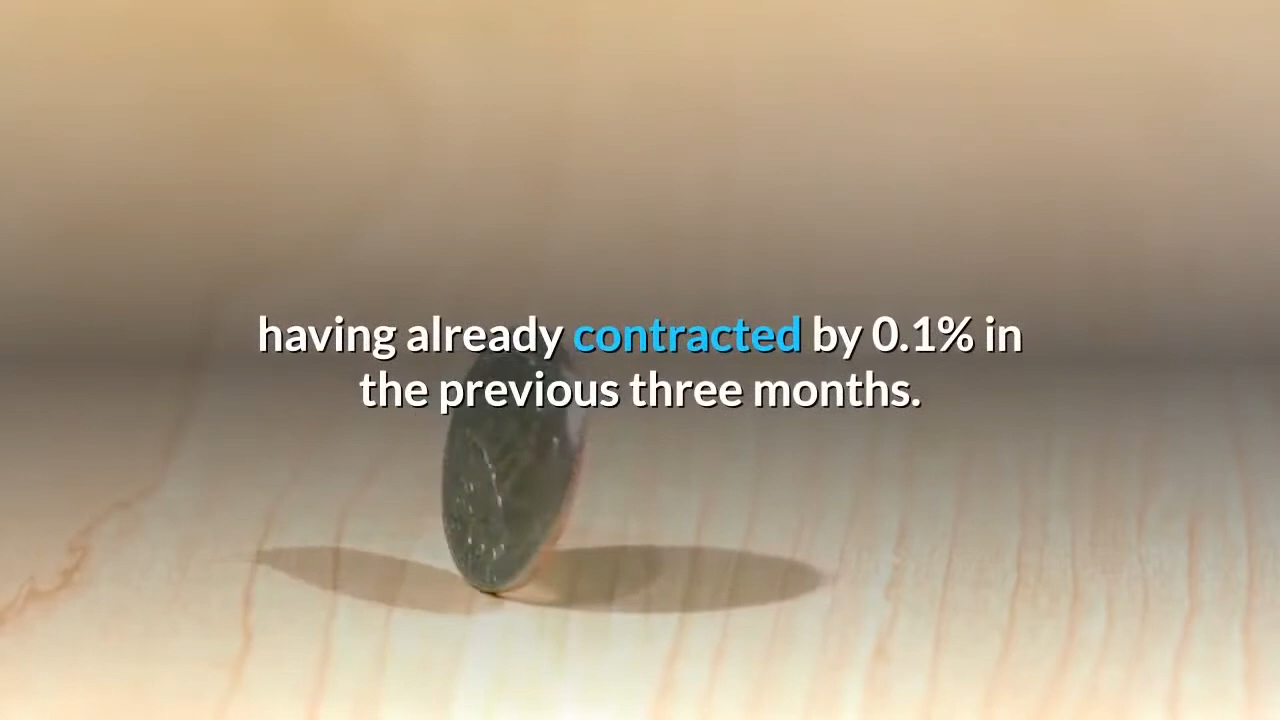 having already contracted by 0.1% in
the previous three months.